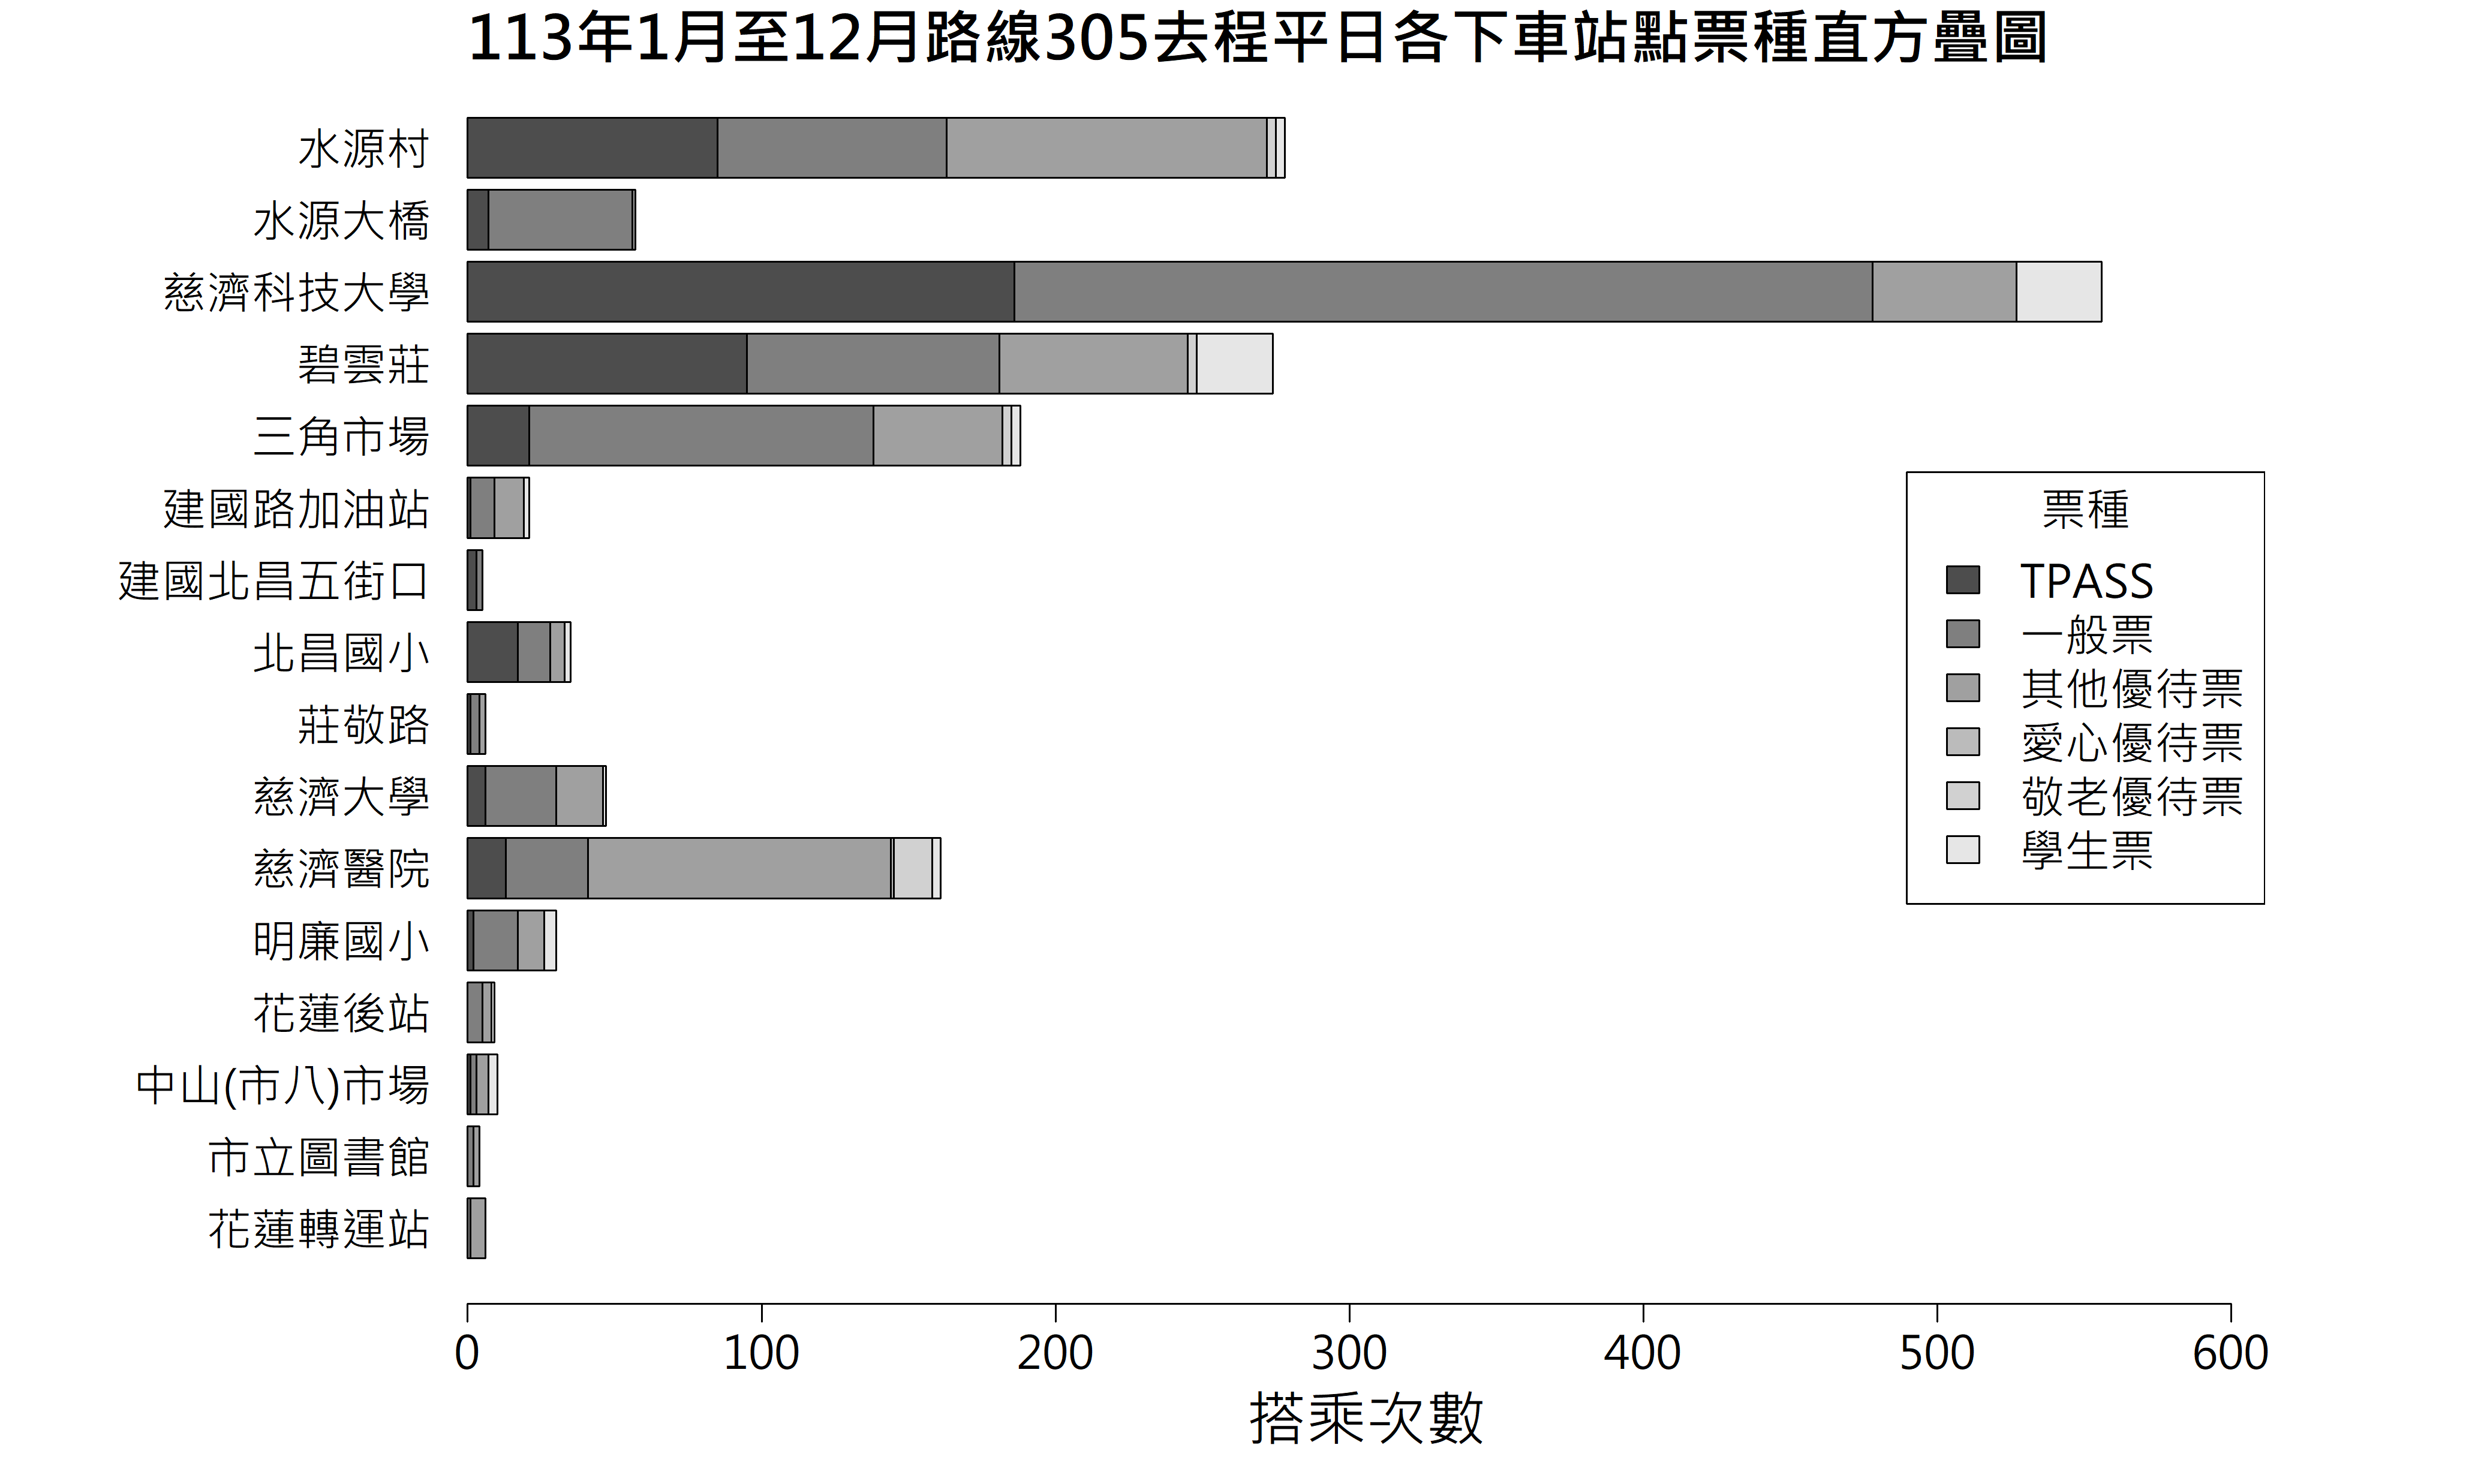 113年1月至12月路線305去程平日各下車站點票種直方疊圖
水源村
水源大橋
慈濟科技大學
碧雲莊
三角市場
建國路加油站
建國北昌五街口
北昌國小
莊敬路
慈濟大學
慈濟醫院
明廉國小
花蓮後站
中山(市八)市場
市立圖書館
花蓮轉運站
票種
TPASS
一般票
其他優待票
愛心優待票
敬老優待票
學生票
0 100 200 300 400 500 600
搭乘次數